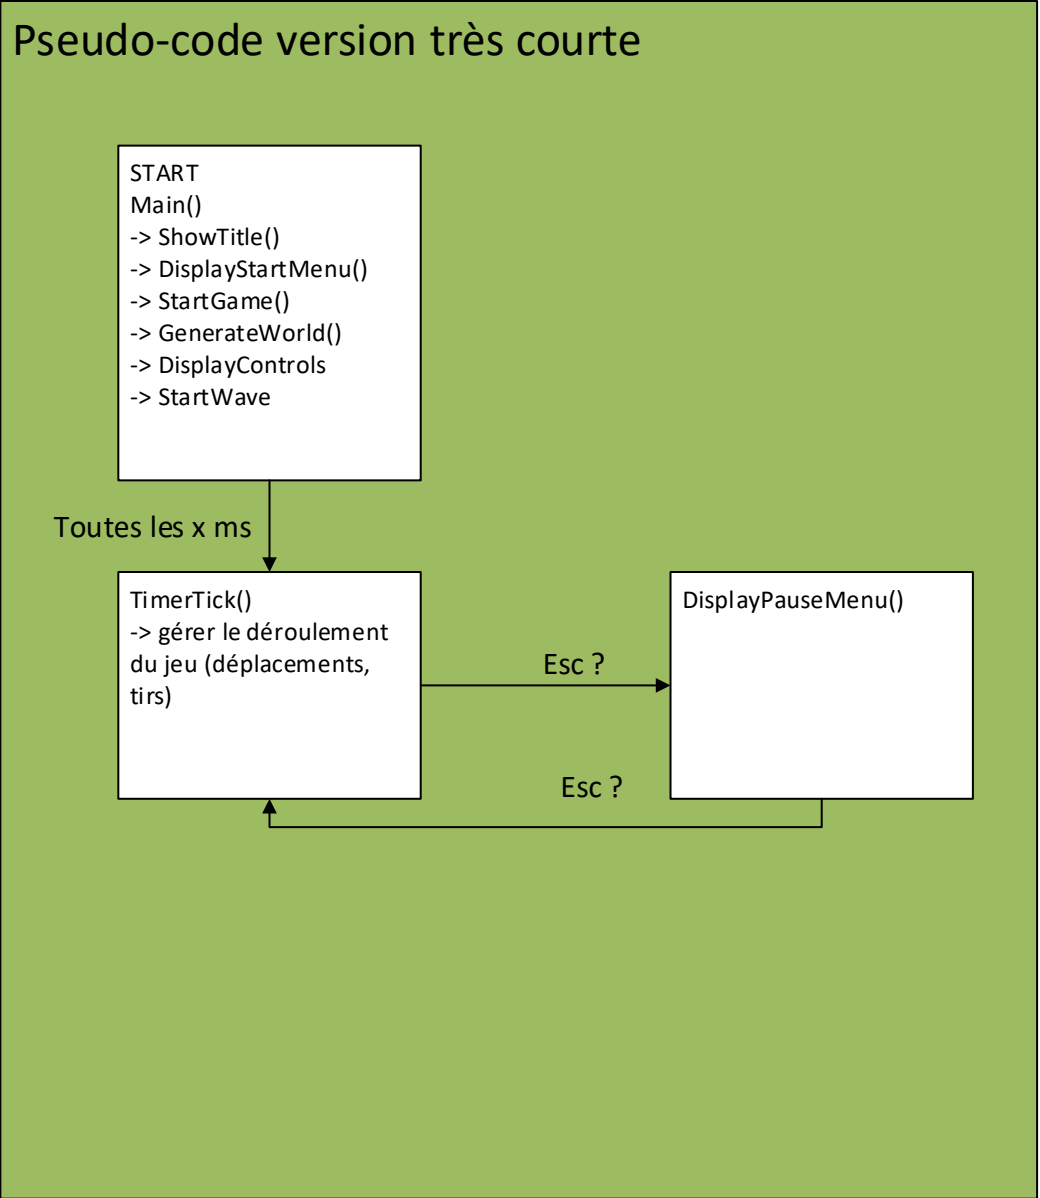 Pseudo-code version très courte
START
Main()
-> ShowTitle()
-> DisplayStartMenu()
-> StartGame()
-> GenerateWorld()
-> DisplayControls
-> StartWave
Toutes les x ms
TimerTick()
-> gérer le déroulement
du jeu (déplacements,
tirs)
Esc ?
DisplayPauseMenu()
Esc ?